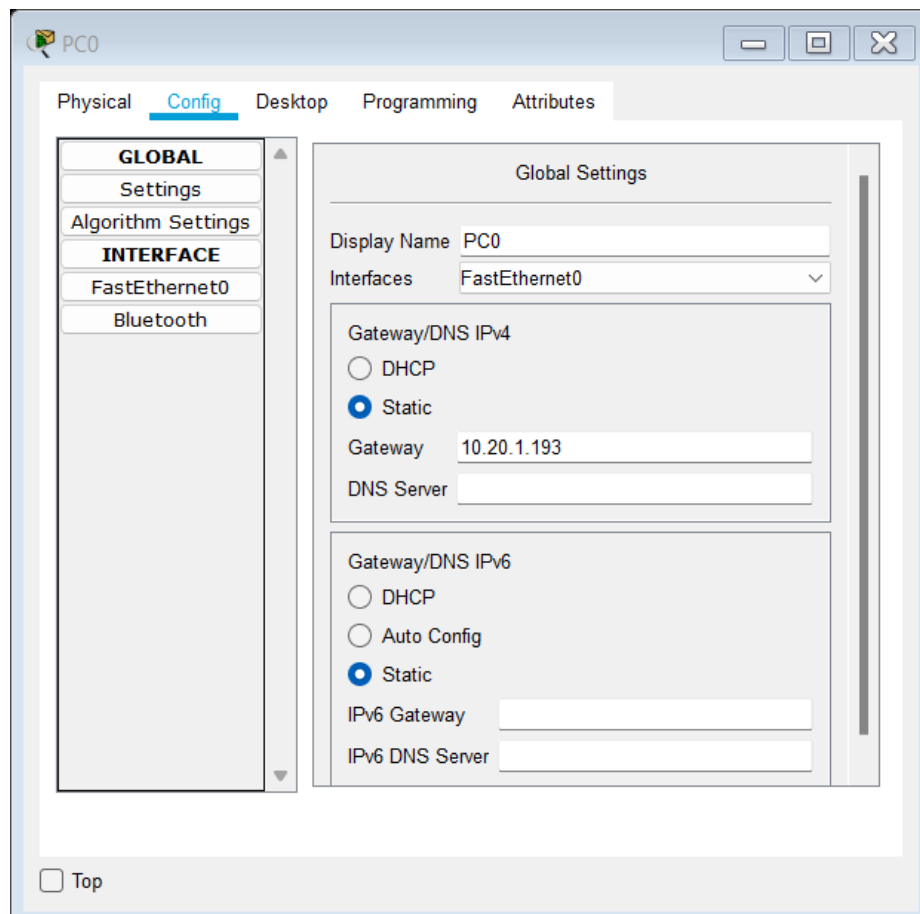 PC0
Physical Config Desktop Programming Attributes
GLOBAL
Settings
Algorithm Settings
INTERFACE
FastEthernet0
Bluetooth
Global Settings
Display Name PC0
Interfaces FastEthernet0
Gateway/DNS IPv4
DHCP
Static
Gateway 10.20.1.193
DNS Server
Gateway/DNS IPv6
DHCP
Auto Config
Static
IPv6 Gateway
IPv6 DNS Server
Top